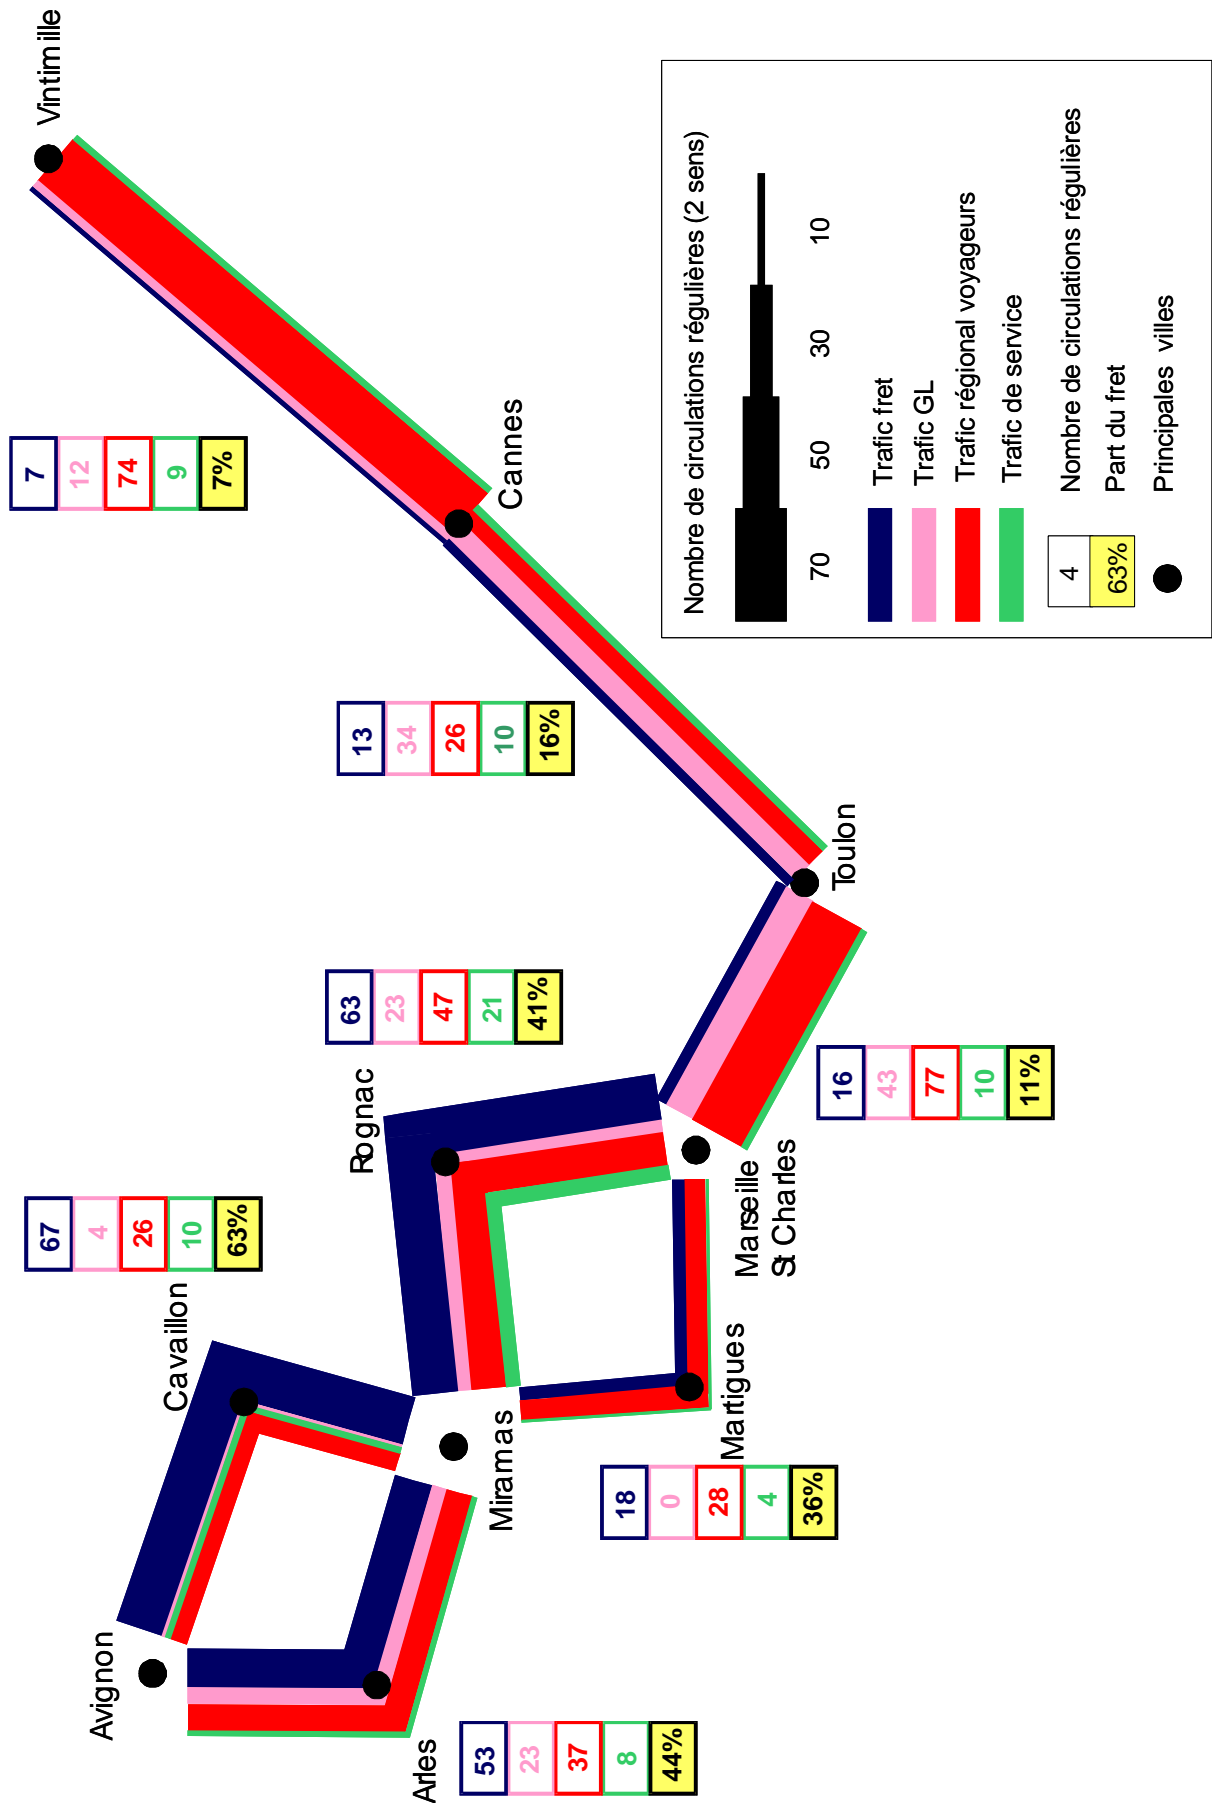 Avignon
Cavaillon
67
4
26
10
63%
Rognac
63
23
47
21
41%
13
34
26
10
16%
7
12
74
9
7%
Vintimille
Cannes
Toulon
Marseille
St Charles
16
43
77
10
11%
Miramas
Martigues
18
0
28
4
36%
Arles
53
23
37
8
44%
Nombre de circulations régulières (2 sens)
70 50 30 10
Trafic fret
Trafic GL
Trafic régional voyageurs
Trafic de service
4 Nombre de circulations régulières
63% Part du fret
Principales villes